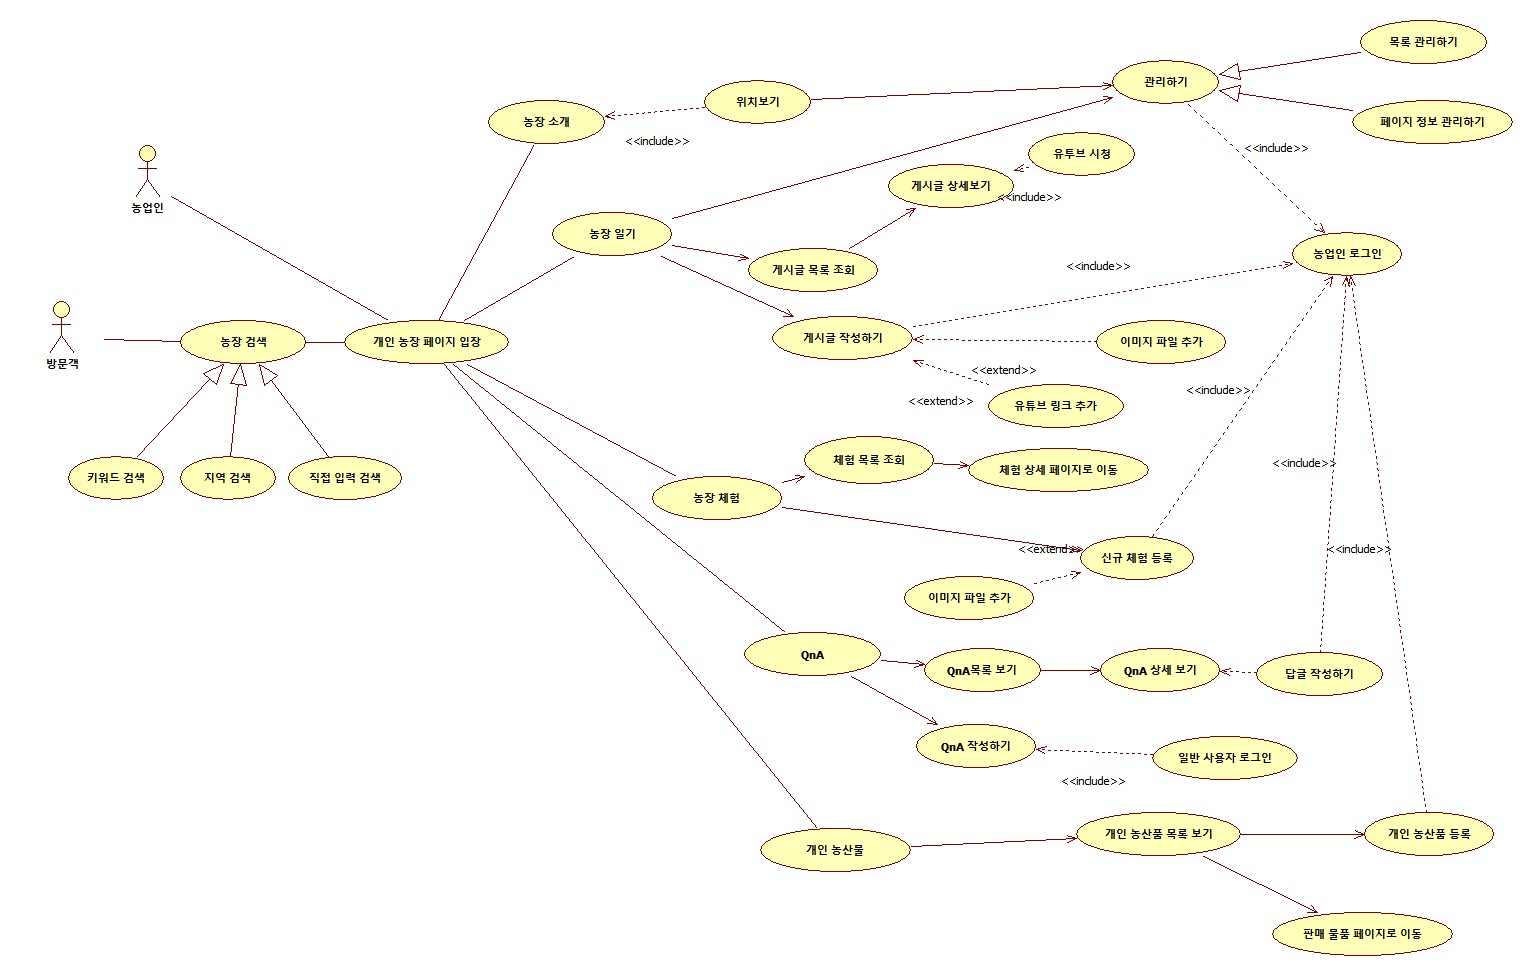 목록 관리하기
관리하기
위치보기
농장 소개
페이지 정보 관리하기
<<include>>
<<include>>
유투브 시청
게시글 상세보기
<<include>>
농업인
농장 일기
농업인 로그인
게시글 목록 조회
<<include>>
게시글 작성하기
이미지 파일 추가
방문객
농장 검색
개인 농장 페이지 입장
<<extend>>
<<include>>
<<extend>>
유튜브 링크 추가
체험 목록 조회
체험 상세 페이지로 이동
<<include>>
키워드 검색
지역 검색
직접 입력 검색
농장 체험
<<extend>>
신규 체험 등록
<<include>>
이미지 파일 추가
QnA
QnA목록 보기
QnA 상세 보기
답글 작성하기
QnA 작성하기
일반 사용자 로그인
<<include>>
개인 농산물
개인 농산품 목록 보기
개인 농산품 등록
판매 물품 페이지로 이동